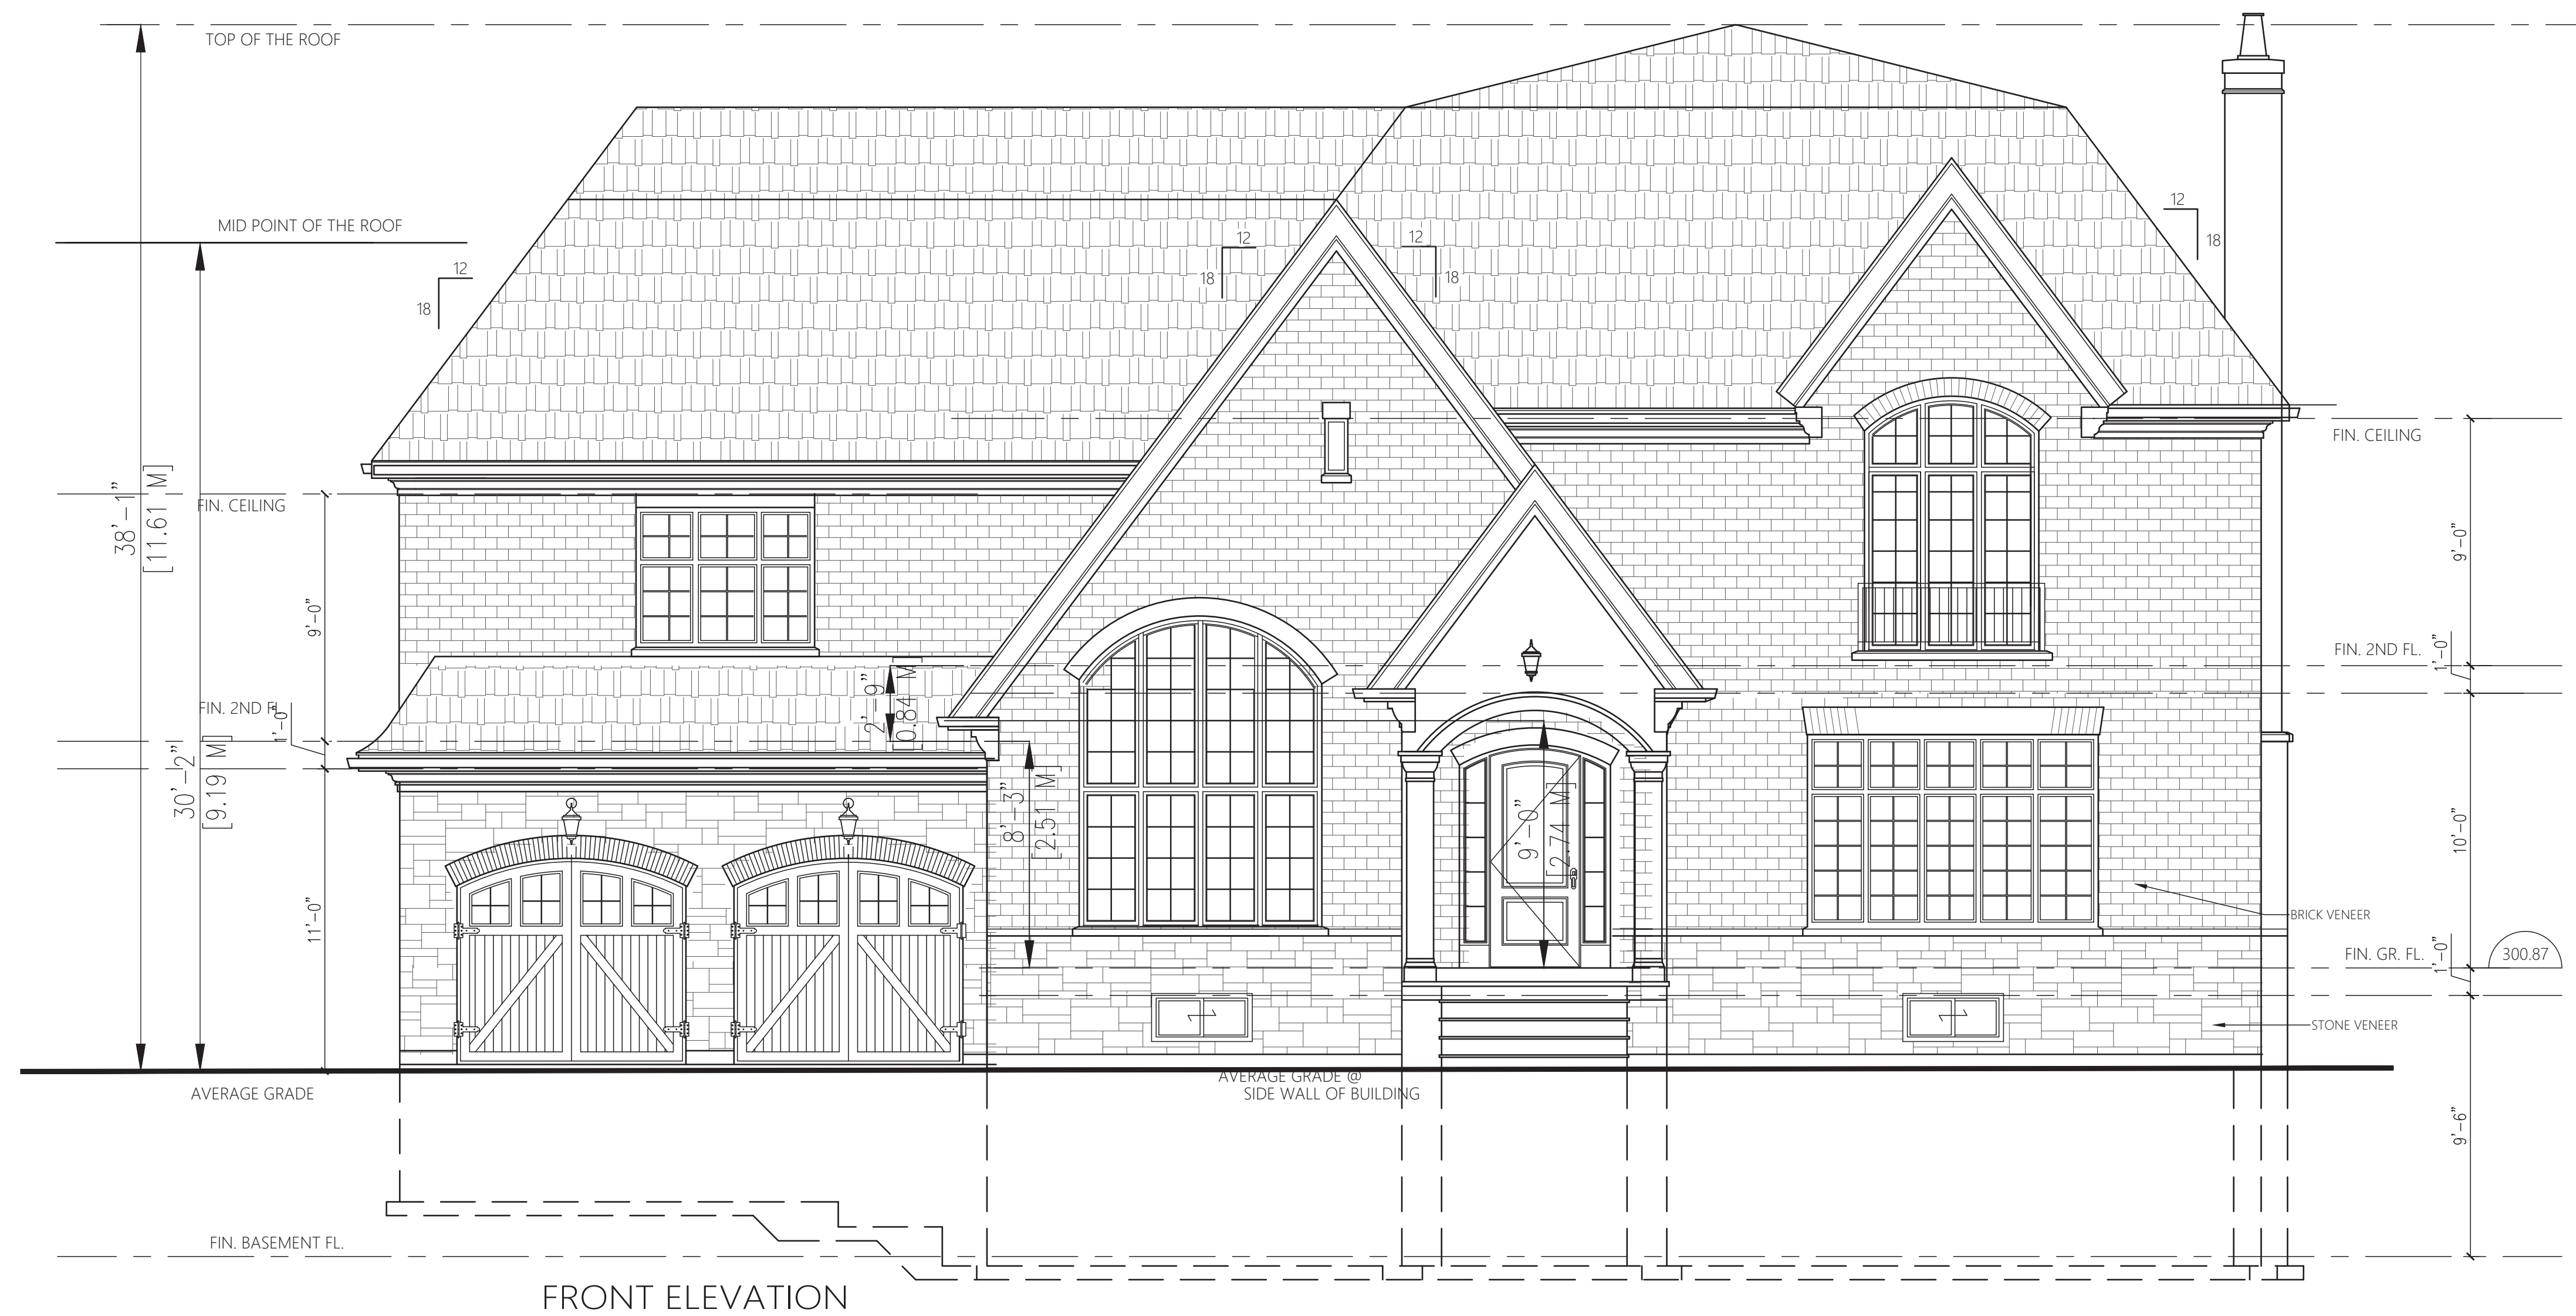 TOP OF THE ROOF
MID POINT OF THE ROOF
12
18
12
18
12
18
12
18
38'-1"
[11.61 M]
30'-2"
[9.19 M]
FIN. CEILING
9'-0"
FIN. 2ND FL
1'-0"
11'-0"
2'-9"
[0.84 M]
8'-3"
[2.51 M]
9'-0"
[2.74 M]
FIN. CEILING
9'-0"
FIN. 2ND FL.
1'-0"
10'-0"
BRICK VENEER
FIN. GR. FL.
1'-0"
300.87
STONE VENEER
9'-6"
AVERAGE GRADE
AVERAGE GRADE @
SIDE WALL OF BUILDING
FIN. BASEMENT FL.
FRONT ELEVATION